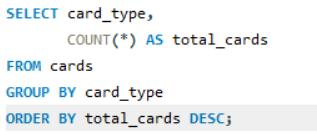 SELECT card_type,
       COUNT(*) AS total_cards
FROM cards
GROUP BY card_type
ORDER BY total_cards DESC;